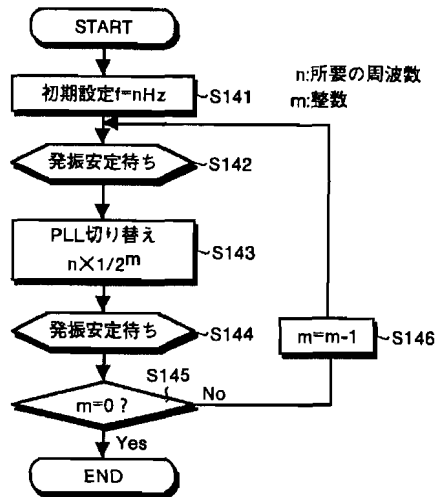 START
初期設定f=nHz
S141
n:所要の周波数
m:整数
発振安定待ち
S142
PLL切り替え
n×1/2^m
S143
発振安定待ち
S144
m=m-1
S146
S145
m=0 ?
No
Yes
END